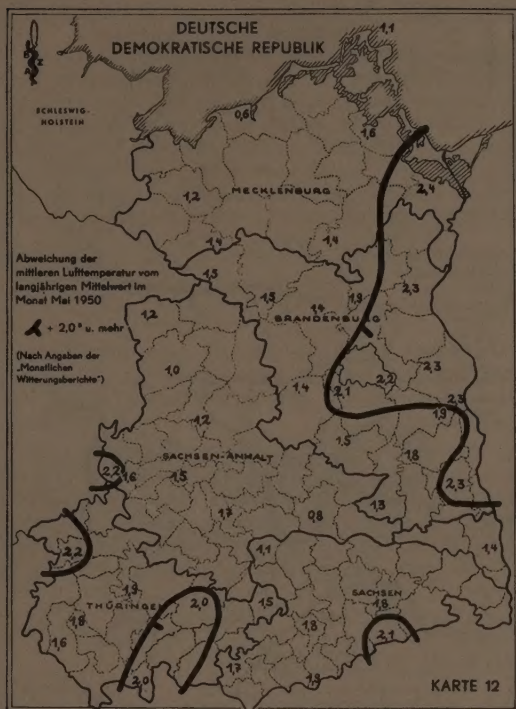 DEUTSCHE
DEMOKRATISCHE REPUBLIK
1,1
SCHLESWIG-
HOLSTEIN
0,6
1,6
MECKLENBURG
2,4
1,2
1,4
1,4
Abweichung der
mittleren Lufttemperatur vom
langjährigen Mittelwert im
Monat Mai 1950
+ 2,0° u. mehr
(Nach Angaben der
„Monatlichen
Witterungsberichte")
1,5
1,5
1,4
1,9
2,3
BRANDENBURG
1,2
1,0
2,3
2,2
1,4
2,1
2,3
1,9
1,2
1,5
1,8
SACHSEN-ANHALT
2,2
1,6
1,5
2,3
1,7
0,8
1,3
2,2
1,1
1,4
1,9
2,0
1,5
SACHSEN
1,8
THÜRINGEN
1,8
1,8
1,6
2,1
1,7
2,0
1,9
KARTE 12